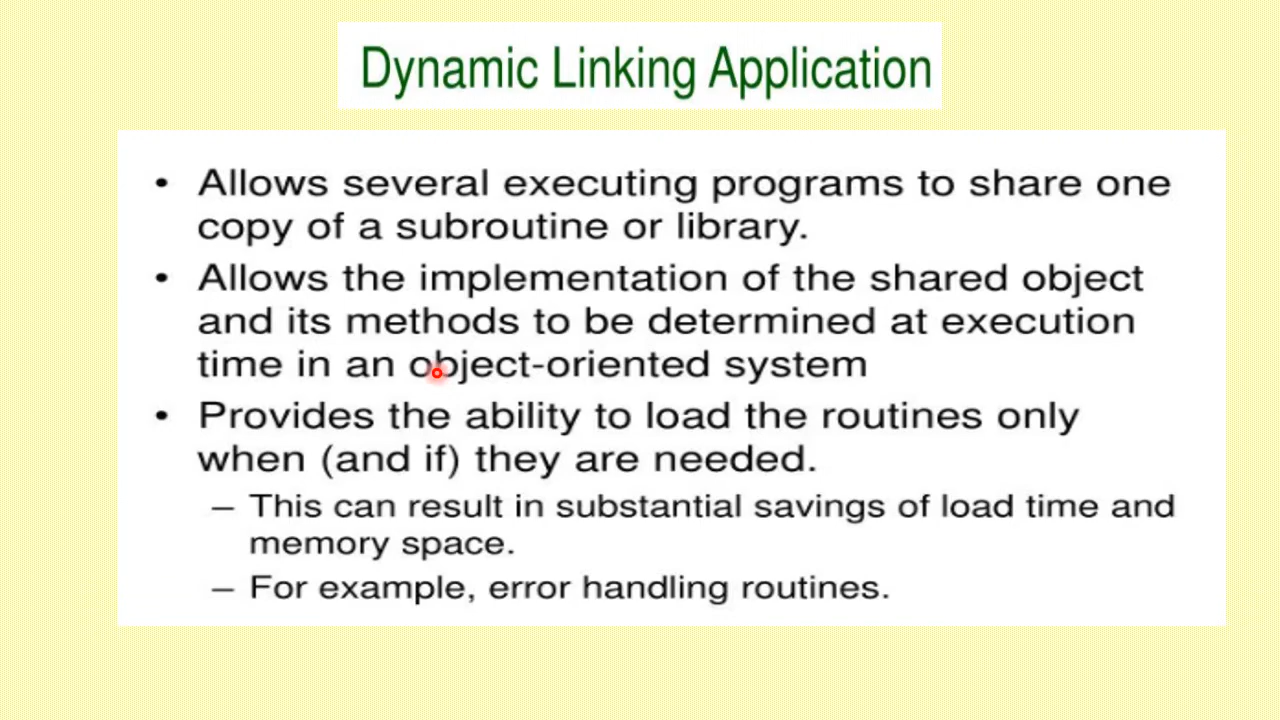 Dynamic Linking Application
• Allows several executing programs to share one
copy of a subroutine or library.
• Allows the implementation of the shared object
and its methods to be determined at execution
time in an object-oriented system
• Provides the ability to load the routines only
when (and if) they are needed.
– This can result in substantial savings of load time and
memory space.
– For example, error handling routines.